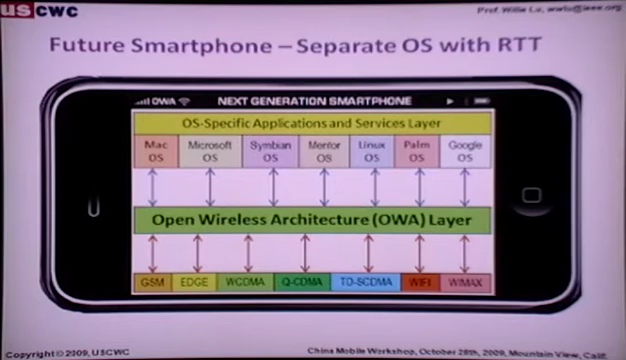 USCWC
Prof. Willie Lu, wwlu@ieee.org
Future Smartphone – Separate OS with RTT
OWA
NEXT GENERATION SMARTPHONE
OS-Specific Applications and Services Layer
Mac OS
Microsoft OS
Symbian OS
Mentor OS
Linux OS
Palm OS
Google OS
Open Wireless Architecture (OWA) Layer
GSM EDGE WCDMA Q-CDMA TD-SCDMA WIFI WIMAX
Copyright © 2009, USCWC
China Mobile Workshop, October 28th, 2009, Mountain View, Calif.